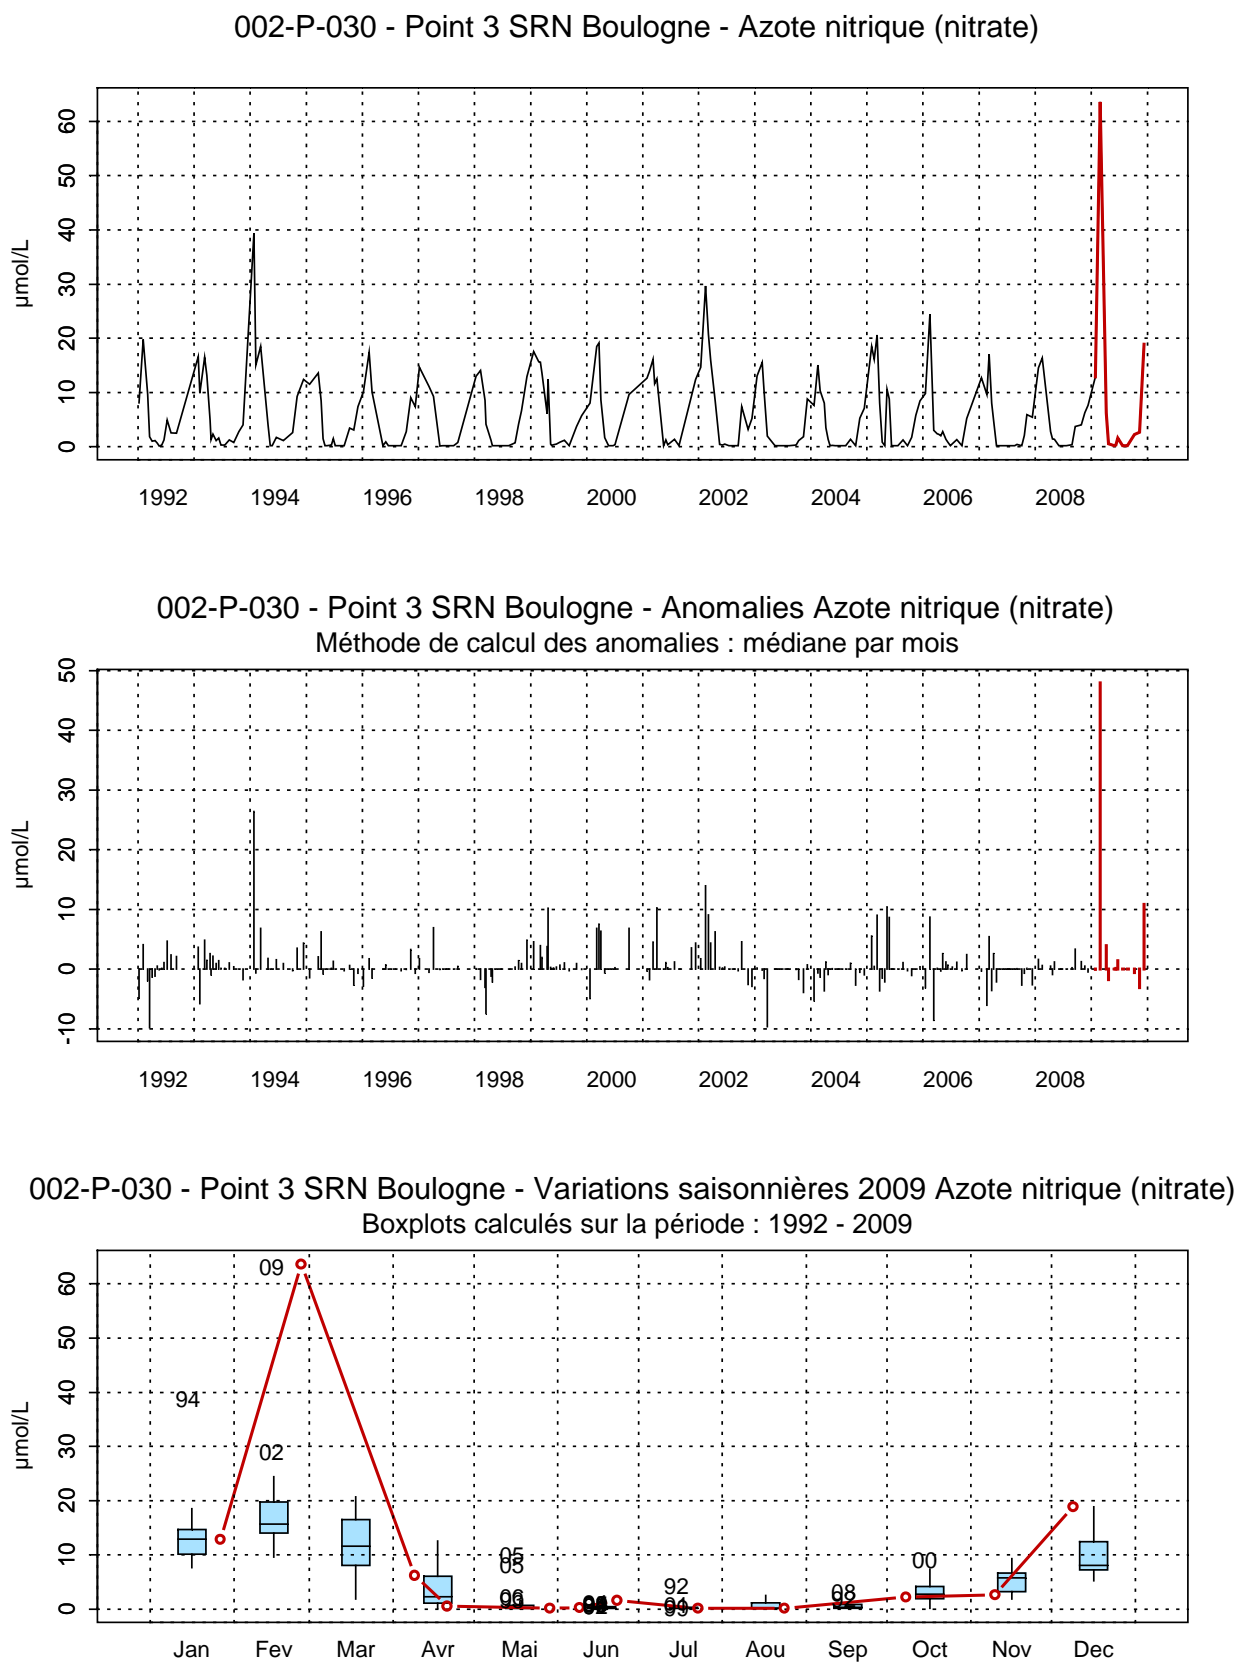 002-P-030 - Point 3 SRN Boulogne - Azote nitrique (nitrate)
60
50
40
30
20
10
0
µmol/L
1992 1994 1996 1998 2000 2002 2004 2006 2008
002-P-030 - Point 3 SRN Boulogne - Anomalies Azote nitrique (nitrate)
Méthode de calcul des anomalies : médiane par mois
50
40
30
20
10
0
-10
µmol/L
1992 1994 1996 1998 2000 2002 2004 2006 2008
002-P-030 - Point 3 SRN Boulogne - Variations saisonnières 2009 Azote nitrique (nitrate)
Boxplots calculés sur la période : 1992 - 2009
60
50
40
30
20
10
0
µmol/L
09
94
02
05
05
00
92
08
Jan Fev Mar Avr Mai Jun Jul Aou Sep Oct Nov Dec